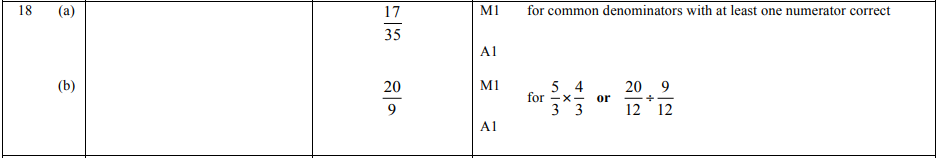 18 (a) 17/35 M1 for common denominators with at least one numerator correct
A1
(b) 20/9 M1 for 5/3 × 4/3 or 20/12 ÷ 9/12
A1